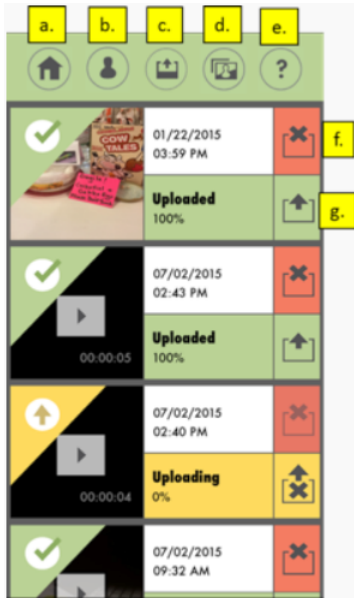 a.
b.
c.
d.
e.
?
COW
TALES
01/22/2015
03:59 PM
f.
Uploaded
100%
g.
07/02/2015
02:43 PM
00:00:05
Uploaded
100%
07/02/2015
02:40 PM
00:00:04
Uploading
0%
07/02/2015
09:32 AM